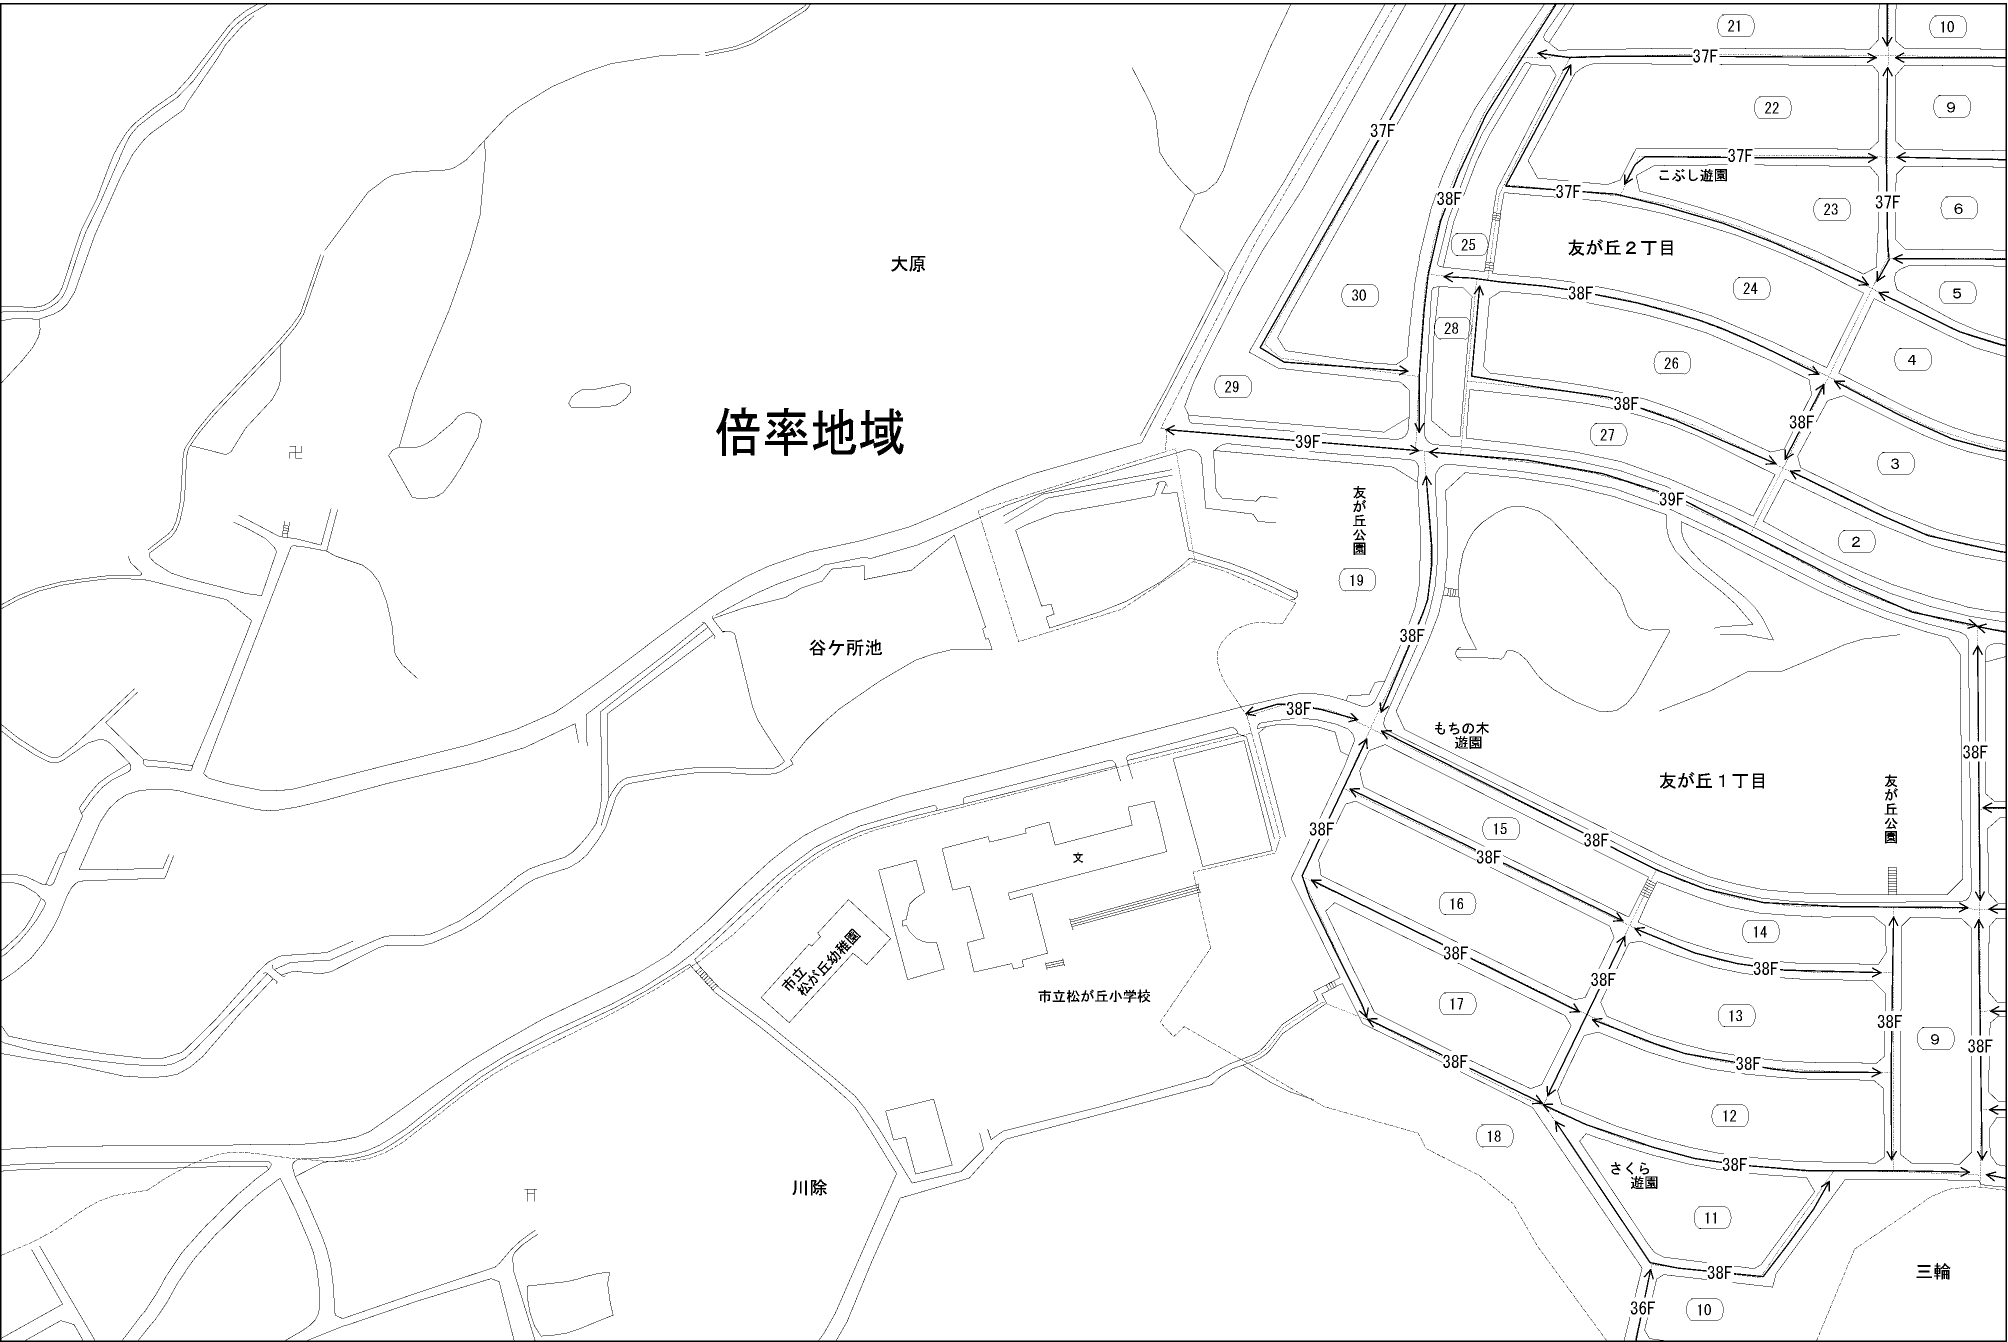 21
10
37F
22
9
37F
37F
こぶし遊園
37F
38F
23
37F
6
25
友が丘2丁目
大原
30
38F
24
5
28
26
4
29
38F
38F
27
倍率地域
39F
3
39F
友が丘公園
2
19
38F
谷ケ所池
38F
もちの木
遊園
38F
友が丘1丁目
友が丘公園
15
38F
38F
38F
文
16
14
38F
38F
38F
市立
松が丘幼稚園
市立松が丘小学校
17
13
38F
9
38F
38F
38F
12
18
38F
さくら
遊園
川除
11
38F
38F
三輪
36F
10